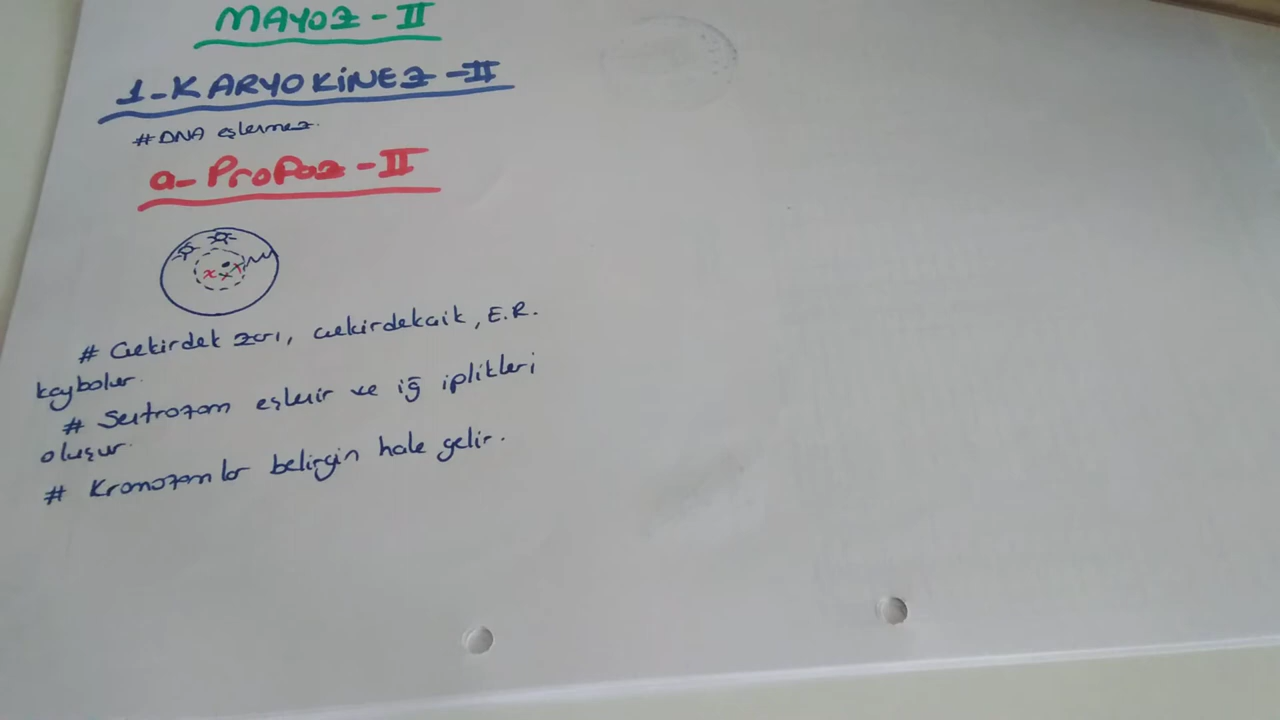 MAYOZ - II
1-KARYOKİNEZ - II
# DNA eşlenmez.
a- Profaz - II
# Çekirdek zarı, çekirdekçik, E.R.
kaybolur.
# Sentrozom eşlenir ve iğ iplikleri
oluşur.
# Kromozomlar belirgin hale gelir.